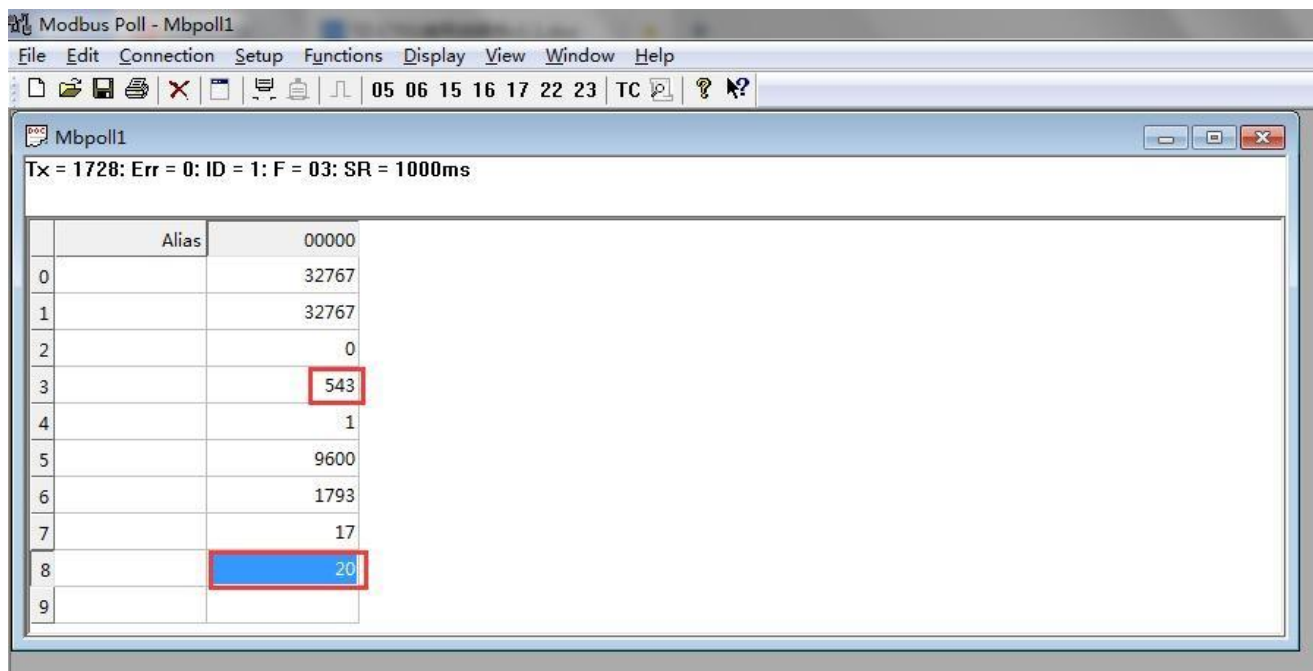 Modbus Poll - Mbpoll1
File Edit Connection Setup Functions Display View Window Help
05 06 15 16 17 22 23 TC
Mbpoll1
Tx = 1728: Err = 0: ID = 1: F = 03: SR = 1000ms
Alias 00000
0 32767
1 32767
2 0
3 543
4 1
5 9600
6 1793
7 17
8 20
9